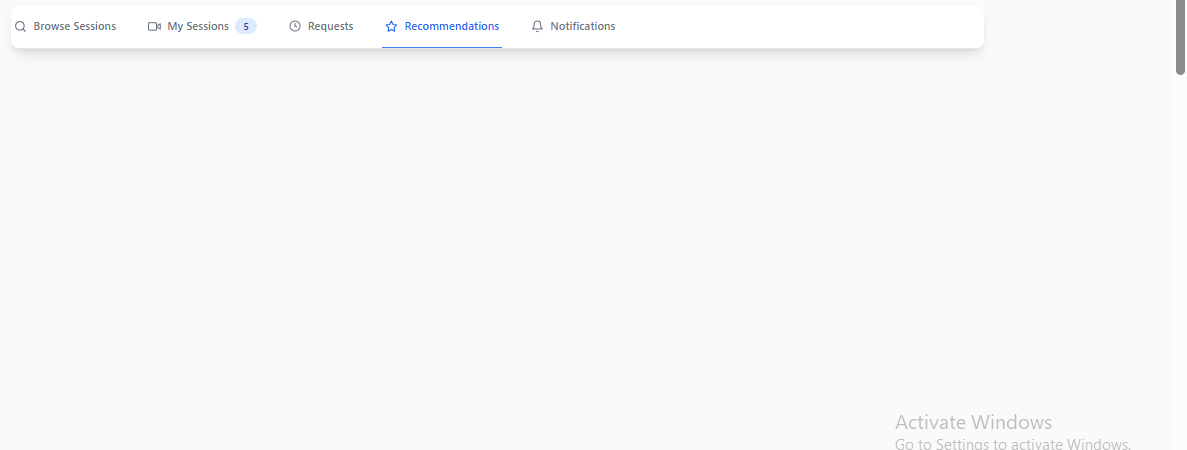 Browse Sessions My Sessions 5 Requests Recommendations Notifications
Activate Windows
Go to Settings to activate Windows.